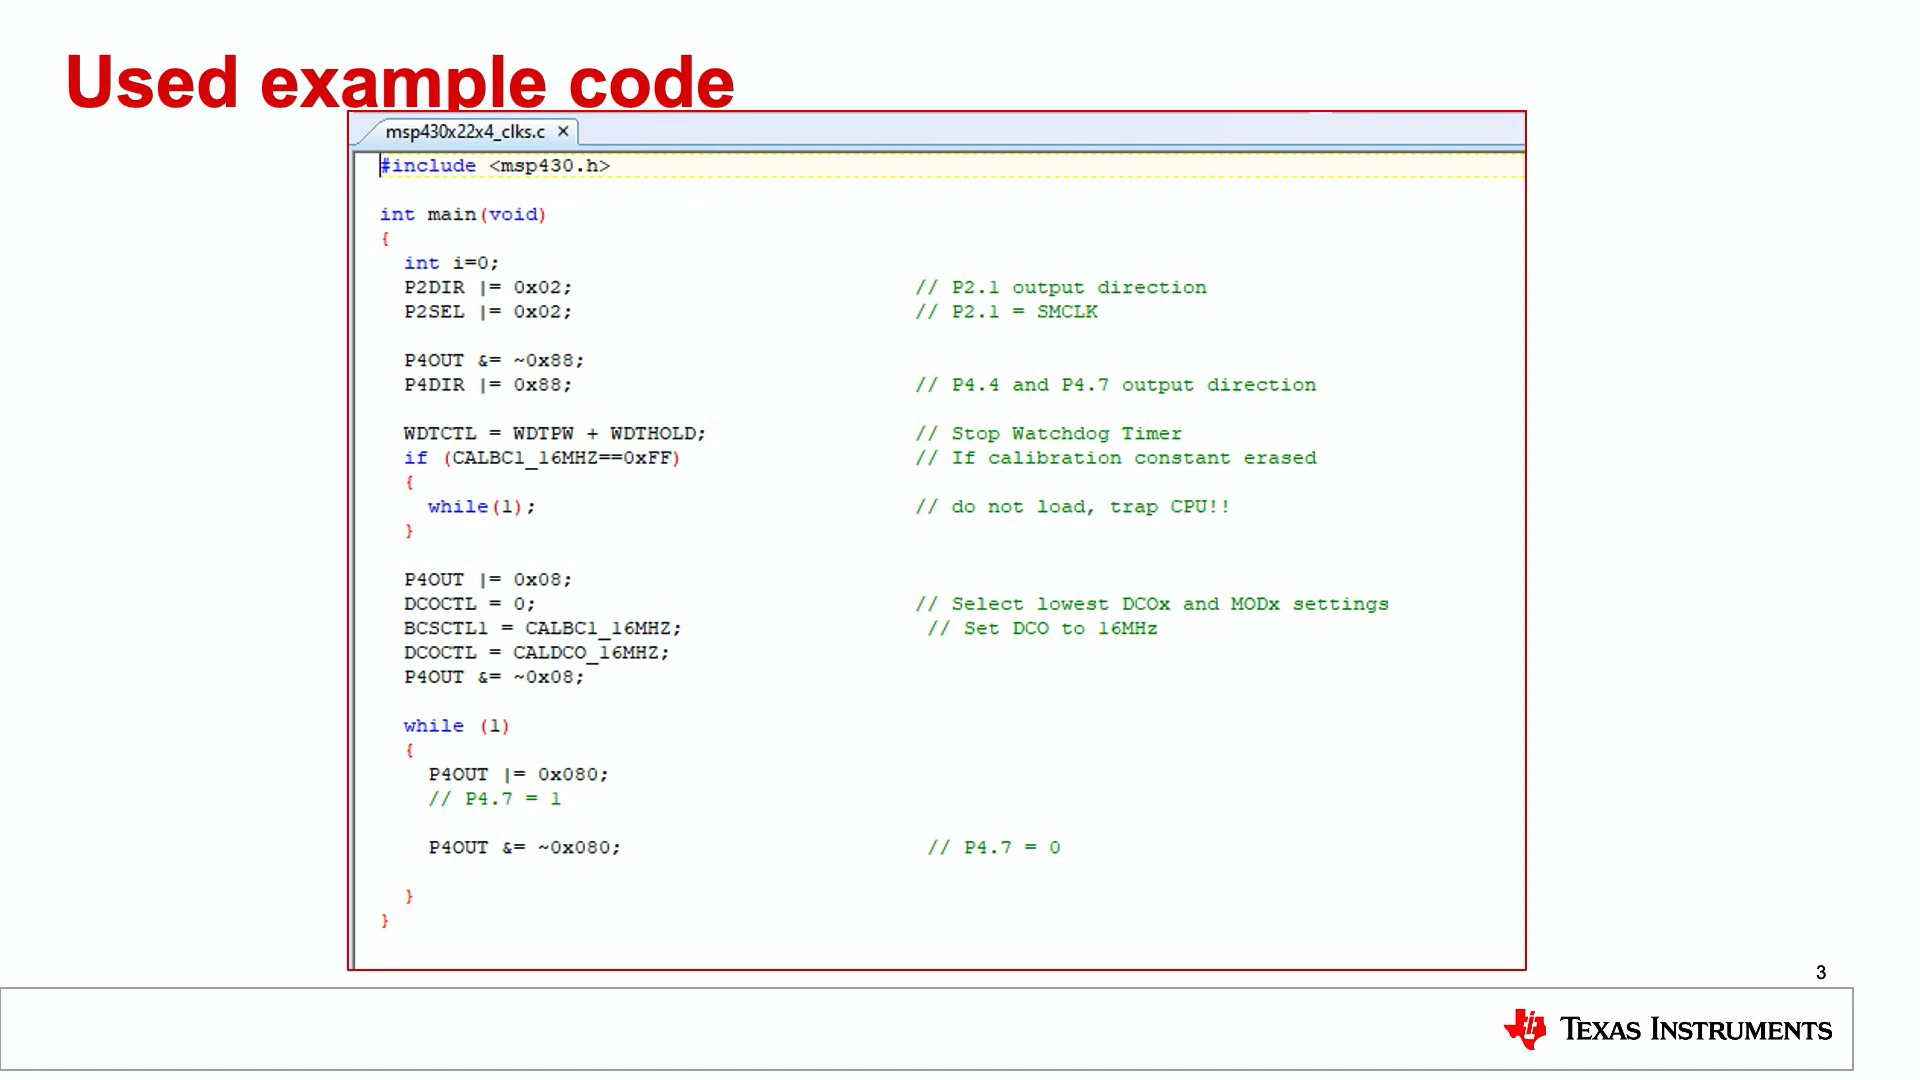 Used example code
msp430x22x4_clks.c ✕
#include <msp430.h>
int main(void)
{
int i=0;
P2DIR |= 0x02; // P2.1 output direction
P2SEL |= 0x02; // P2.1 = SMCLK
P4OUT &= ~0x88;
P4DIR |= 0x88; // P4.4 and P4.7 output direction
WDTCTL = WDTPW + WDTHOLD; // Stop Watchdog Timer
if (CALBC1_16MHZ==0xFF) // If calibration constant erased
{
while(1); // do not load, trap CPU!!
}
P4OUT |= 0x08;
DCOCTL = 0; // Select lowest DCOx and MODx settings
BCSCTL1 = CALBC1_16MHZ; // Set DCO to 16MHz
DCOCTL = CALDCO_16MHZ;
P4OUT &= ~0x08;
while (1)
{
P4OUT |= 0x080;
// P4.7 = 1
P4OUT &= ~0x080; // P4.7 = 0
}
}
3
TEXAS INSTRUMENTS